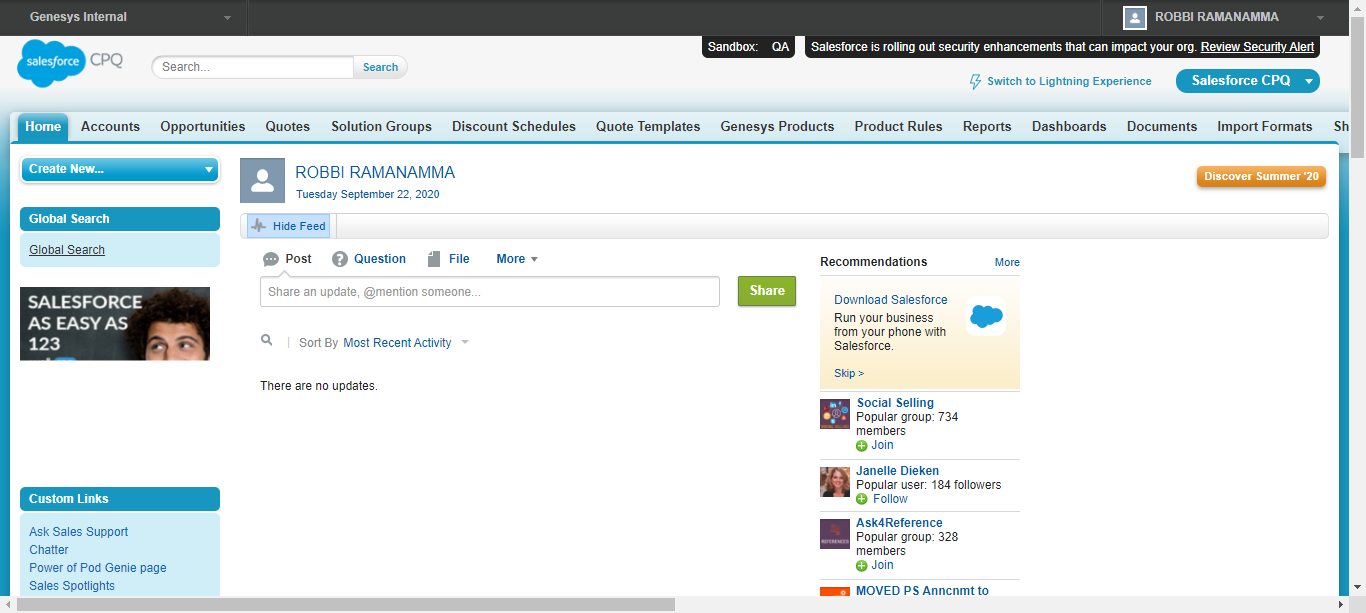 Genesys Internal
ROBBI RAMANAMMA
salesforce CPQ
Search...
Search
Sandbox: QA
Salesforce is rolling out security enhancements that can impact your org. Review Security Alert
Switch to Lightning Experience
Salesforce CPQ
Home Accounts Opportunities Quotes Solution Groups Discount Schedules Quote Templates Genesys Products Product Rules Reports Dashboards Documents Import Formats Sh
Create New...
Global Search
Global Search
SALESFORCE
AS EASY AS
123
Custom Links
Ask Sales Support
Chatter
Power of Pod Genie page
Sales Spotlights
ROBBI RAMANAMMA
Tuesday September 22, 2020
Discover Summer '20
Hide Feed
Post Question File More
Share an update, @mention someone...
Share
Sort By Most Recent Activity
There are no updates.
Recommendations More
Download Salesforce
Run your business
from your phone with
Salesforce.
Skip >
Social Selling
Popular group: 734
members
Join
Janelle Dieken
Popular user: 184 followers
Follow
REFERENCES
Ask4Reference
Popular group: 328
members
Join
MOVED PS Anncmnt to